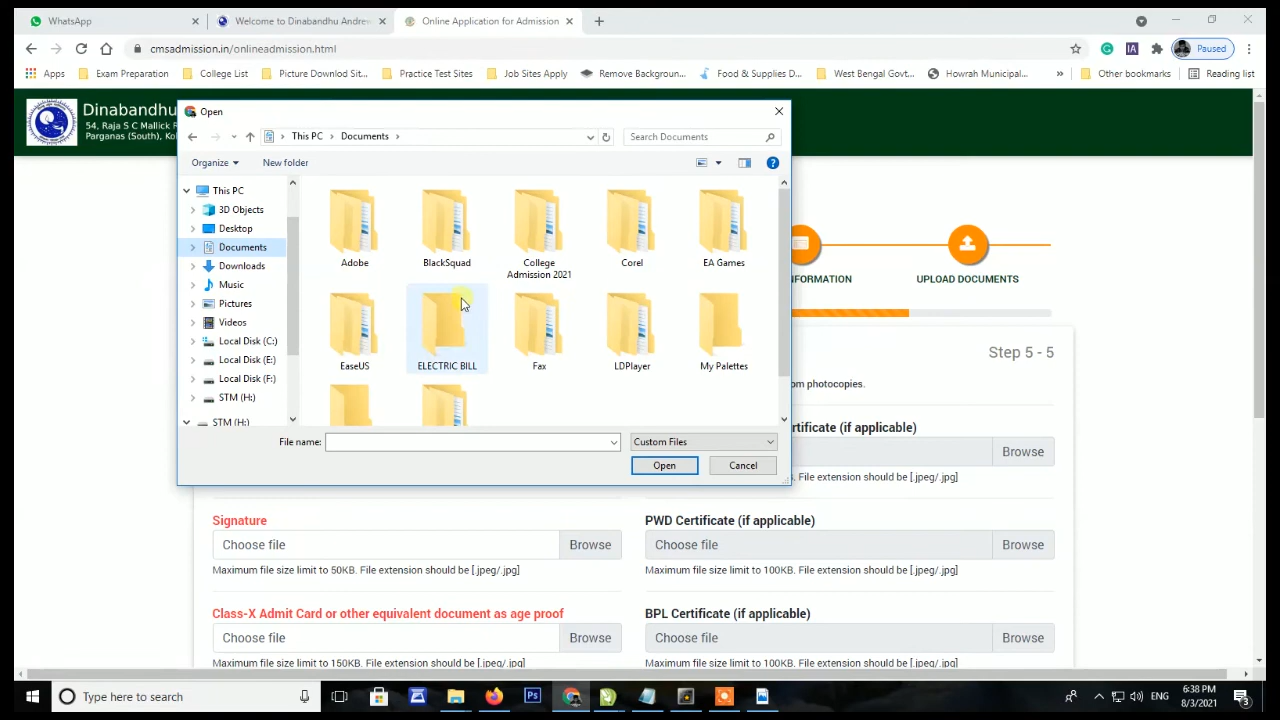 WhatsApp
Welcome to Dinabandhu Andrew
Online Application for Admission
cmsadmission.in/onlineadmission.html
IA
Paused
Apps
Exam Preparation
College List
Picture Downlod Sit...
Practice Test Sites
Job Sites Apply
Remove Backgroun...
Food & Supplies D...
West Bengal Govt...
Howrah Municipal...
»
Other bookmarks
Reading list
Dinabandhu
54, Raja S C Mallick R
Parganas (South), Kol
Open
This PC
Documents
Search Documents
Organize
New folder
This PC
3D Objects
Desktop
Documents
Downloads
Music
Pictures
Videos
Local Disk (C:)
Local Disk (E:)
Local Disk (F:)
STM (H:)
STM (H:)
Adobe
BlackSquad
College
Admission 2021
Corel
EA Games
EaseUS
ELECTRIC BILL
Fax
LDPlayer
My Palettes
File name:
Custom Files
Open
Cancel
NFORMATION
UPLOAD DOCUMENTS
Step 5 - 5
om photocopies.
rtificate (if applicable)
Browse
. File extension should be [.jpeg/.jpg]
Signature
Choose file
Browse
Maximum file size limit to 50KB. File extension should be [.jpeg/.jpg]
PWD Certificate (if applicable)
Choose file
Browse
Maximum file size limit to 100KB. File extension should be [.jpeg/.jpg]
Class-X Admit Card or other equivalent document as age proof
Choose file
Browse
Maximum file size limit to 150KB. File extension should be [.jpeg/.jpg]
BPL Certificate (if applicable)
Choose file
Browse
Maximum file size limit to 100KB. File extension should be [.jpeg/.jpg]
Type here to search
Ps
ENG
6:38 PM
8/3/2021
3